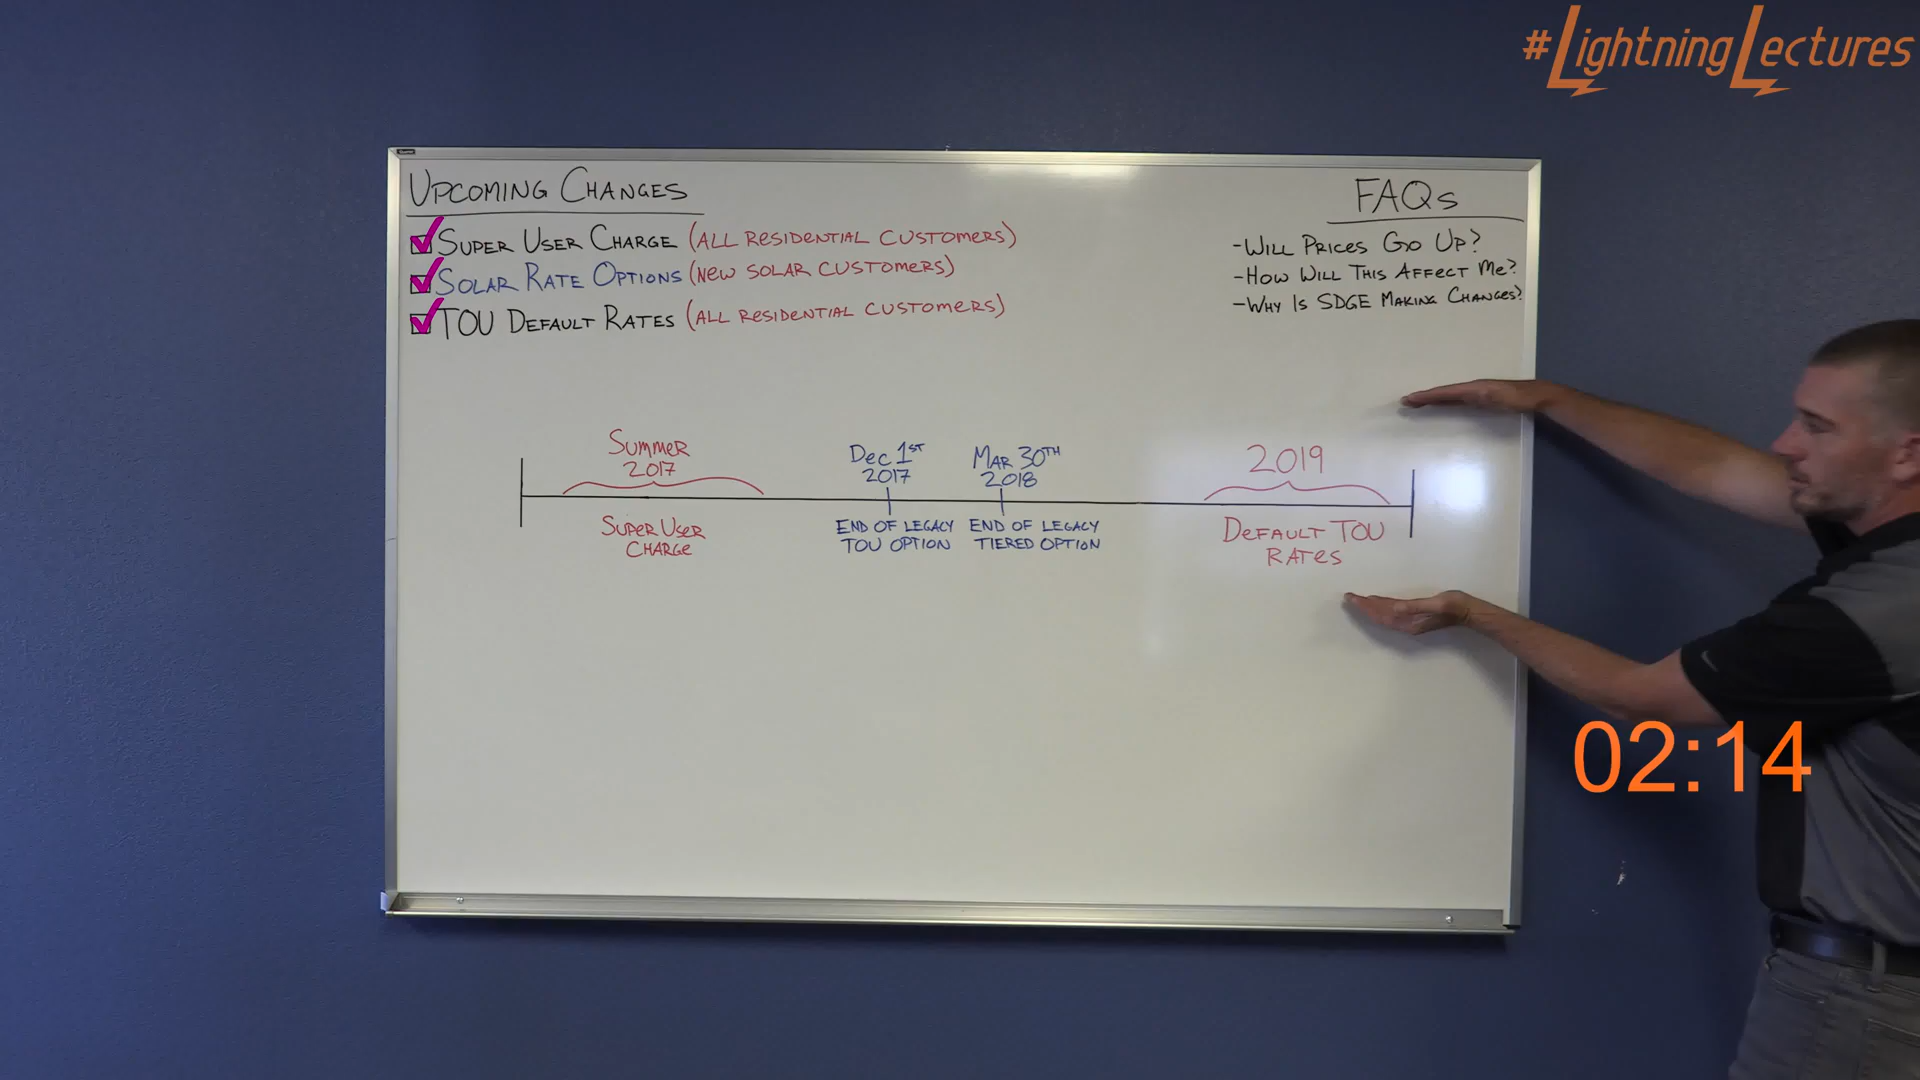 #LightningLectures
UPCOMING CHANGES
SUPER USER CHARGE (ALL RESIDENTIAL CUSTOMERS)
SOLAR RATE OPTIONS (NEW SOLAR CUSTOMERS)
TOU DEFAULT RATES (ALL RESIDENTIAL CUSTOMERS)
FAQs
-WILL PRICES GO UP?
-HOW WILL THIS AFFECT ME?
-WHY IS SDGE MAKING CHANGES?
SUMMER
2017
SUPER USER
CHARGE
DEC 1ST
2017
END OF LEGACY
TOU OPTION
MAR 30TH
2018
END OF LEGACY
TIERED OPTION
2019
DEFAULT TOU
RATES
02:14